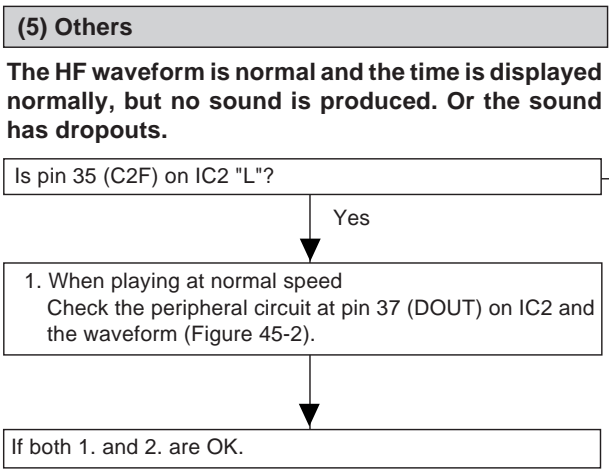 (5) Others
The HF waveform is normal and the time is displayed
normally, but no sound is produced. Or the sound
has dropouts.
Is pin 35 (C2F) on IC2 "L"?
Yes
1. When playing at normal speed
Check the peripheral circuit at pin 37 (DOUT) on IC2 and
the waveform (Figure 45-2).
If both 1. and 2. are OK.